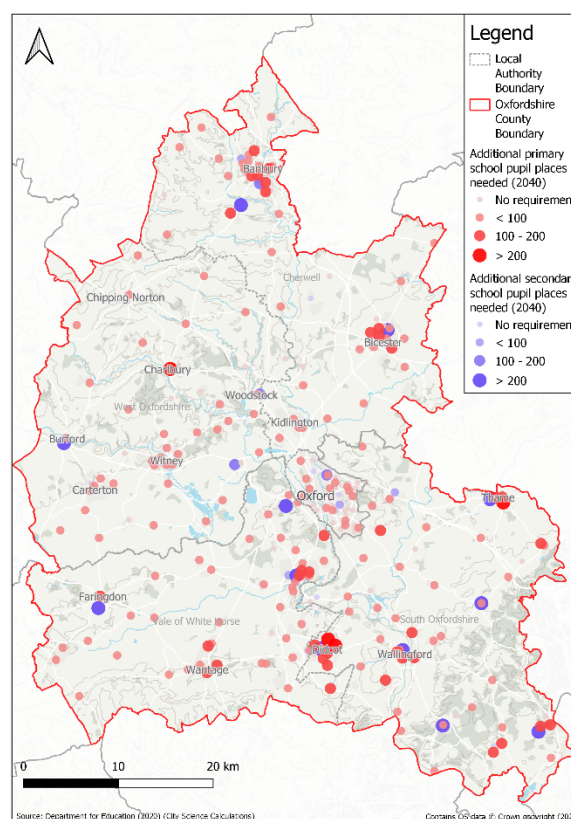 Legend
Local
Authority
Boundary
Oxfordshire
County
Boundary
Additional primary
school pupil places
needed (2040)
No requirement
< 100
100 - 200
> 200
Additional secondary
school pupil places
needed (2040)
No requirement
< 100
100 - 200
> 200
Banbury
Cherwell
Chipping Norton
Bicester
Charlbury
Woodstock
West Oxfordshire
Kidlington
Burford
Witney
Carterton
Oxford
Thame
Faringdon
Vale of White Horse
South Oxfordshire
Didcot
Wallingford
Wantage
0 10 20 km
Source: Department for Education (2020) (City Science Calculations)
Contains OS data © Crown copyright (202